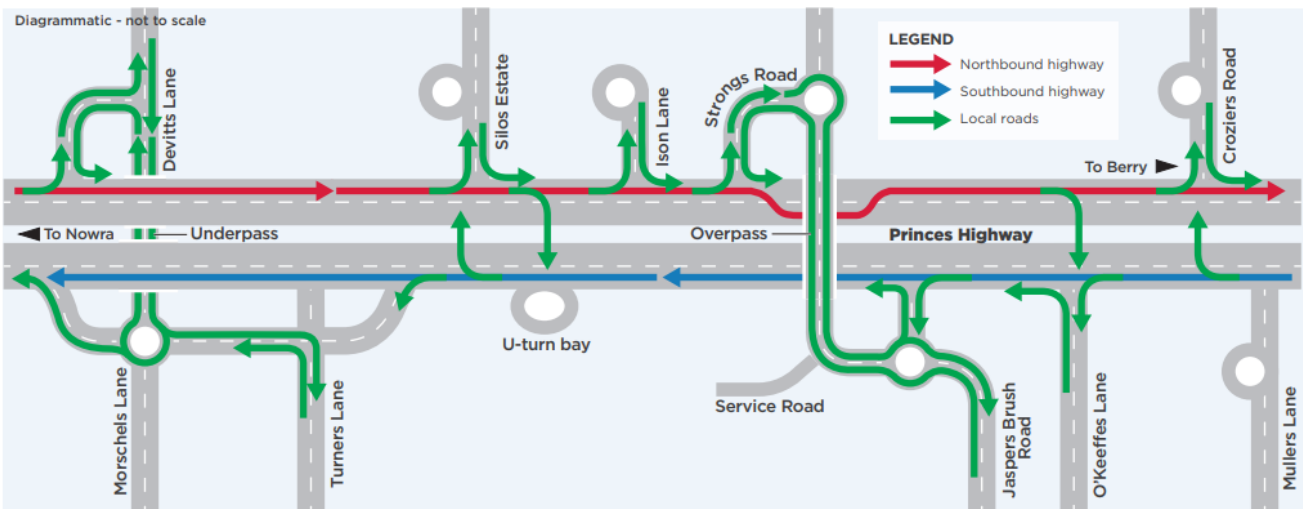 Diagrammatic - not to scale
LEGEND
Northbound highway
Southbound highway
Local roads
Devitts Lane
Silos Estate
Ison Lane
Strongs Road
Croziers Road
To Berry
To Nowra
Underpass
Overpass
Princes Highway
U-turn bay
Service Road
Morschels Lane
Turners Lane
Jaspers Brush
Road
O'Keeffes Lane
Mullers Lane